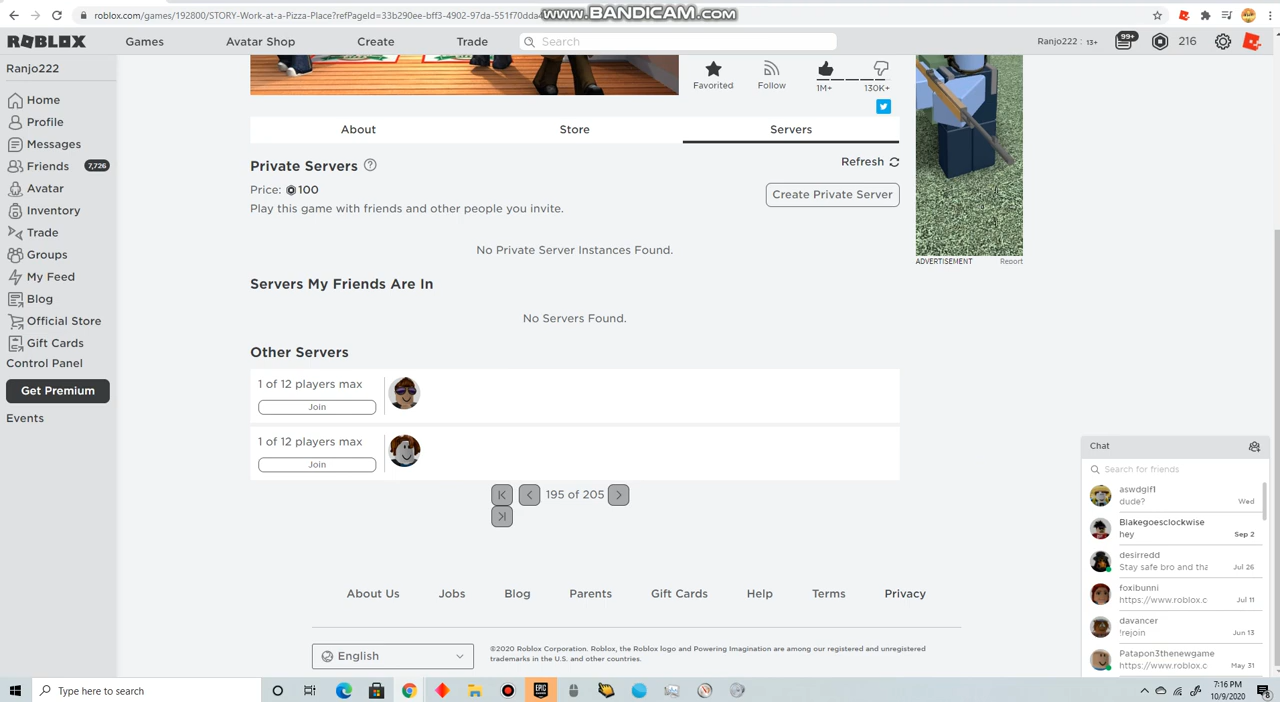 roblox.com/games/192800/STORY-Work-at-a-Pizza-Place?refPageId=33b290ee-bff3-4902-97da-551f70dda
www.BANDICAM.com
ROBLOX Games Avatar Shop Create Trade Search Ranjo222 : 13+ 99+ 216
Ranjo222
Home
Profile
Messages
Friends 7,726
Avatar
Inventory
Trade
Groups
My Feed
Blog
Official Store
Gift Cards
Control Panel
Get Premium
Events
Favorited Follow 1M+ 130K+
About Store Servers
Private Servers ? Refresh
Price: 100
Create Private Server
Play this game with friends and other people you invite.
No Private Server Instances Found.
ADVERTISEMENT Report
Servers My Friends Are In
No Servers Found.
Other Servers
1 of 12 players max
Join
1 of 12 players max
Join
195 of 205
About Us Jobs Blog Parents Gift Cards Help Terms Privacy
English
©2020 Roblox Corporation. Roblox, the Roblox logo and Powering Imagination are among our registered and unregistered
trademarks in the U.S. and other countries.
Chat
Search for friends
aswdglf1
dude? Wed
Blakegoesclockwise
hey Sep 2
desirredd
Stay safe bro and tha Jul 26
foxibunni
https://www.roblox.c Jul 11
davancer
!rejoin Jun 13
Patapon3thenewgame
https://www.roblox.c May 31
Type here to search
EPIC
GAMES
7:16 PM
10/9/2020
8